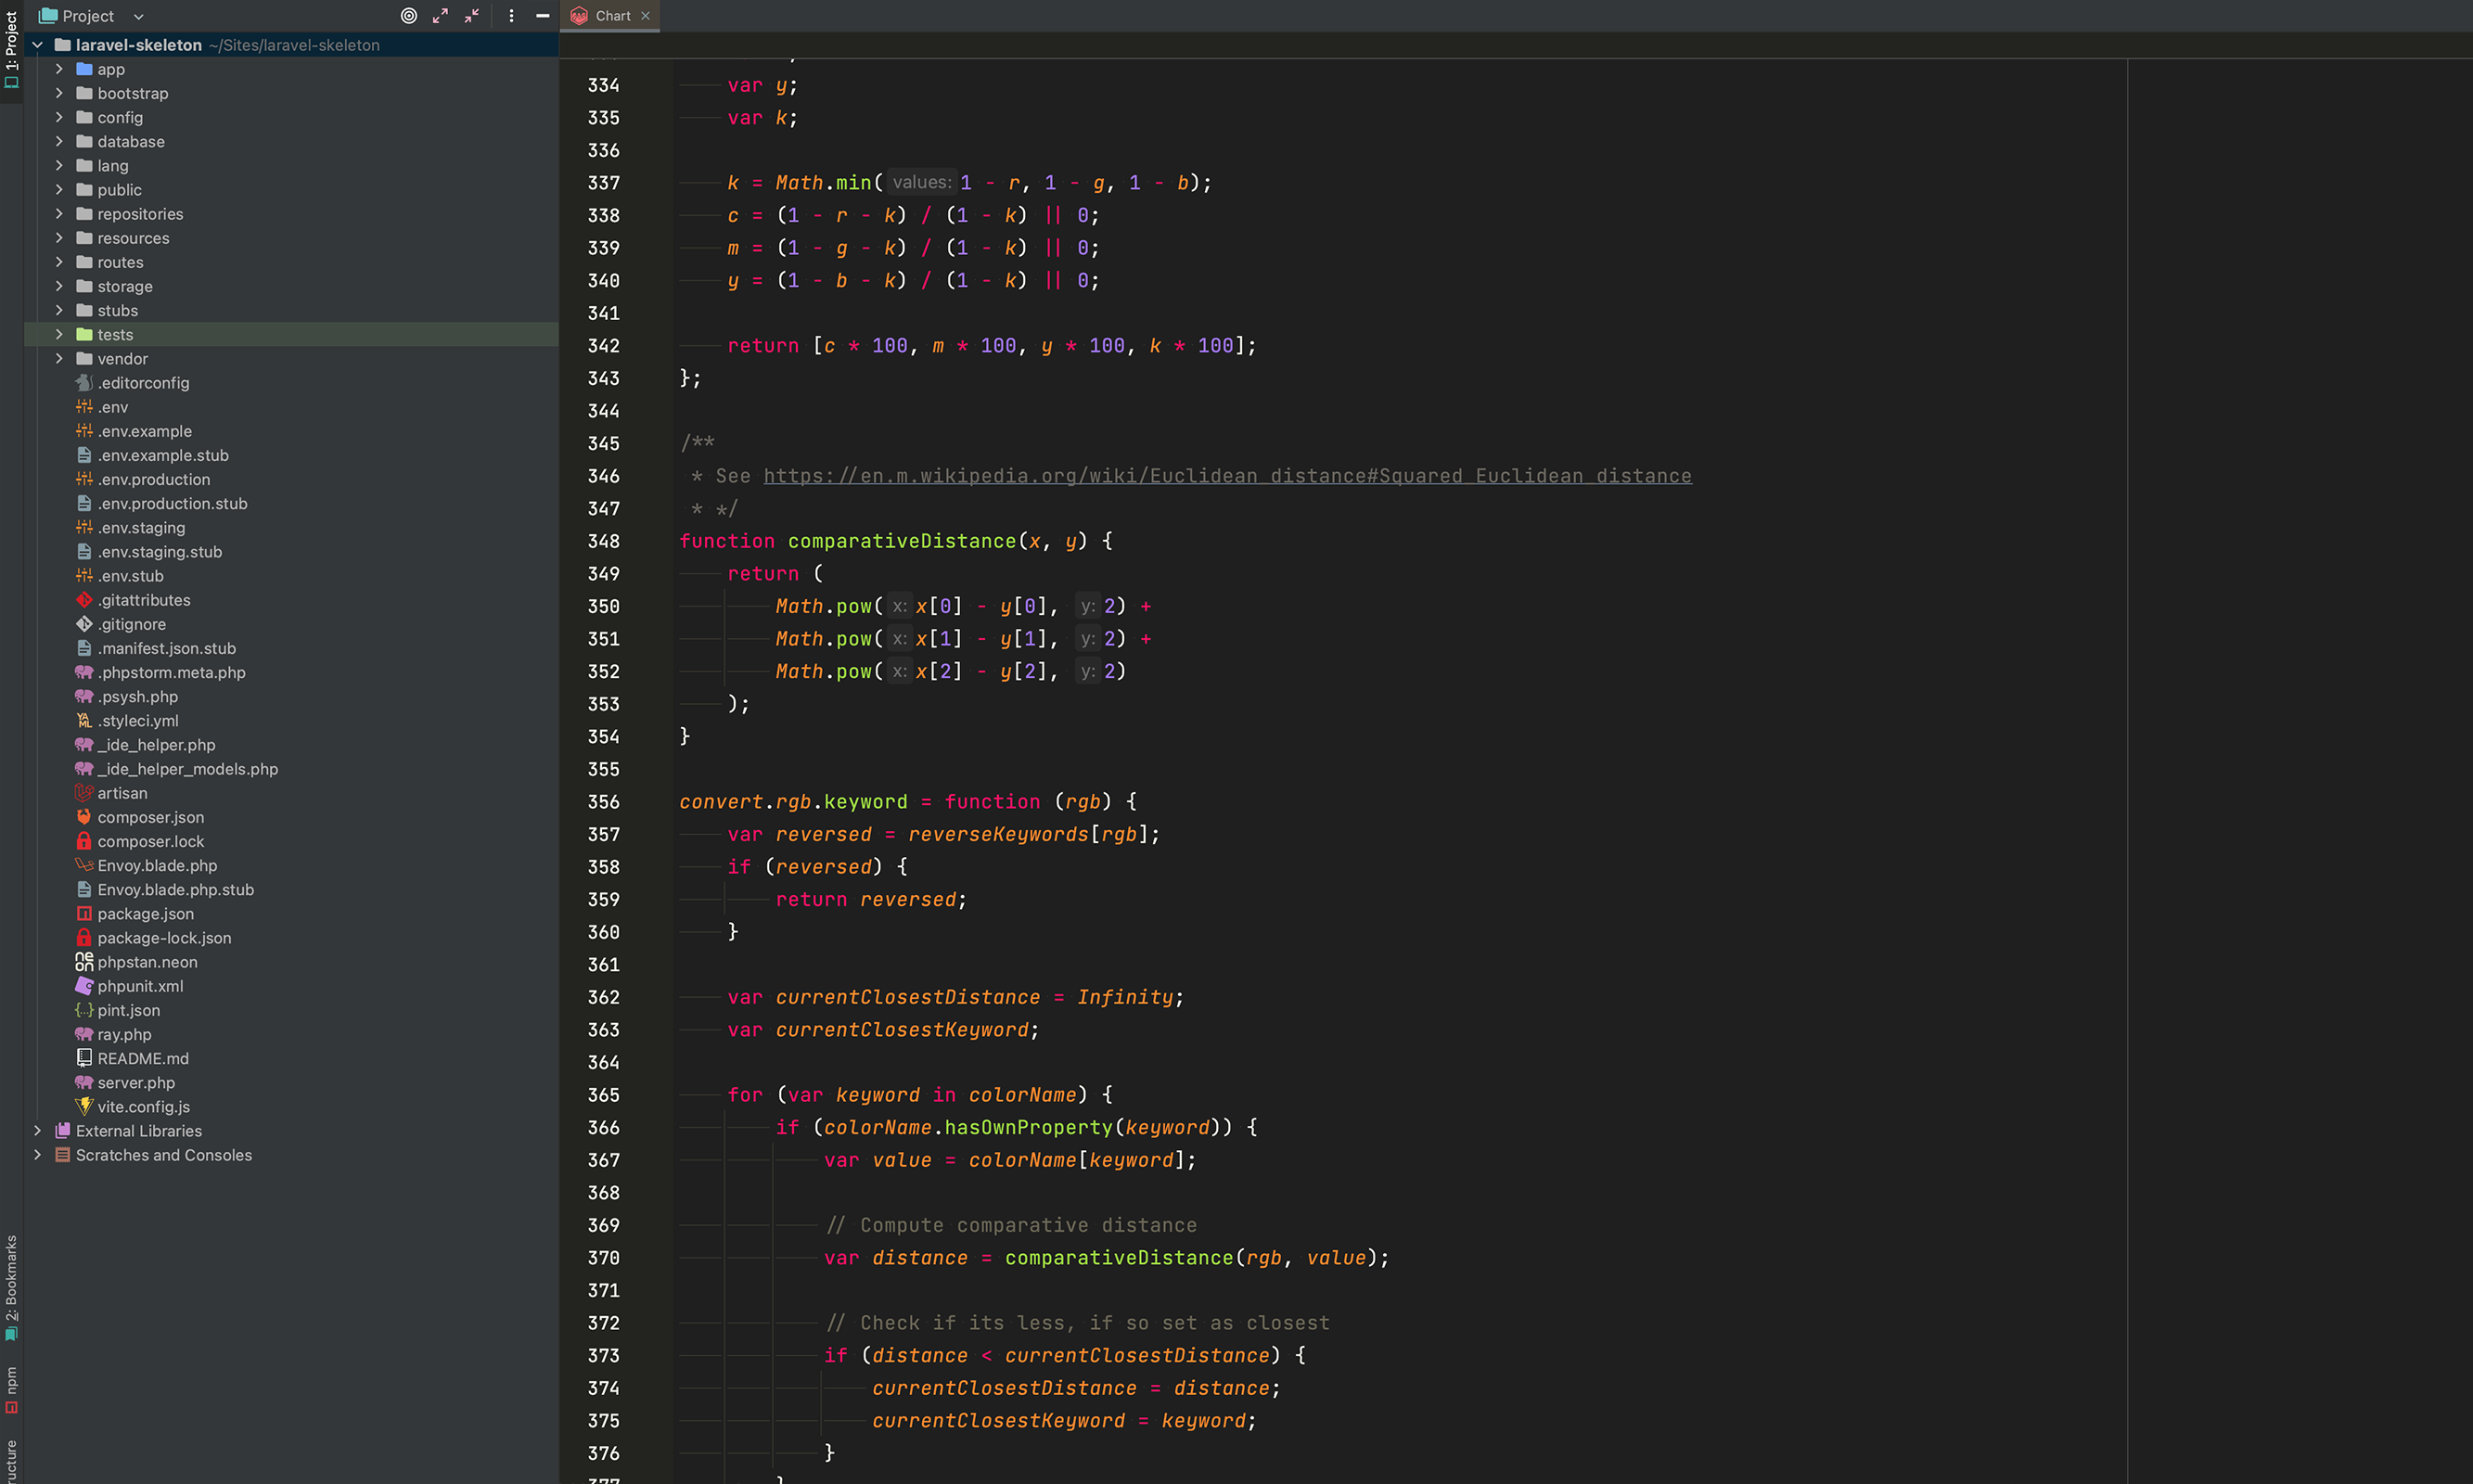 1: Project
Project
laravel-skeleton ~/Sites/laravel-skeleton
app
bootstrap
config
database
lang
public
repositories
resources
routes
storage
stubs
tests
vendor
.editorconfig
.env
.env.example
.env.example.stub
.env.production
.env.production.stub
.env.staging
.env.staging.stub
.env.stub
.gitattributes
.gitignore
.manifest.json.stub
.phpstorm.meta.php
.psysh.php
.styleci.yml
_ide_helper.php
_ide_helper_models.php
artisan
composer.json
composer.lock
Envoy.blade.php
Envoy.blade.php.stub
package.json
package-lock.json
phpstan.neon
phpunit.xml
pint.json
ray.php
README.md
server.php
vite.config.js
External Libraries
Scratches and Consoles
2: Bookmarks
npm
Chart
334 var y;
335 var k;
336
337 k = Math.min( values: 1 - r, 1 - g, 1 - b);
338 c = (1 - r - k) / (1 - k) || 0;
339 m = (1 - g - k) / (1 - k) || 0;
340 y = (1 - b - k) / (1 - k) || 0;
341
342 return [c * 100, m * 100, y * 100, k * 100];
343 };
344
345 /**
346 * See https://en.m.wikipedia.org/wiki/Euclidean_distance#Squared_Euclidean_distance
347 * */
348 function comparativeDistance(x, y) {
349 return (
350 Math.pow( x: x[0] - y[0], y: 2) +
351 Math.pow( x: x[1] - y[1], y: 2) +
352 Math.pow( x: x[2] - y[2], y: 2)
353 );
354 }
355
356 convert.rgb.keyword = function (rgb) {
357 var reversed = reverseKeywords[rgb];
358 if (reversed) {
359 return reversed;
360 }
361
362 var currentClosestDistance = Infinity;
363 var currentClosestKeyword;
364
365 for (var keyword in colorName) {
366 if (colorName.hasOwnProperty(keyword)) {
367 var value = colorName[keyword];
368
369 // Compute comparative distance
370 var distance = comparativeDistance(rgb, value);
371
372 // Check if its less, if so set as closest
373 if (distance < currentClosestDistance) {
374 currentClosestDistance = distance;
375 currentClosestKeyword = keyword;
376 }